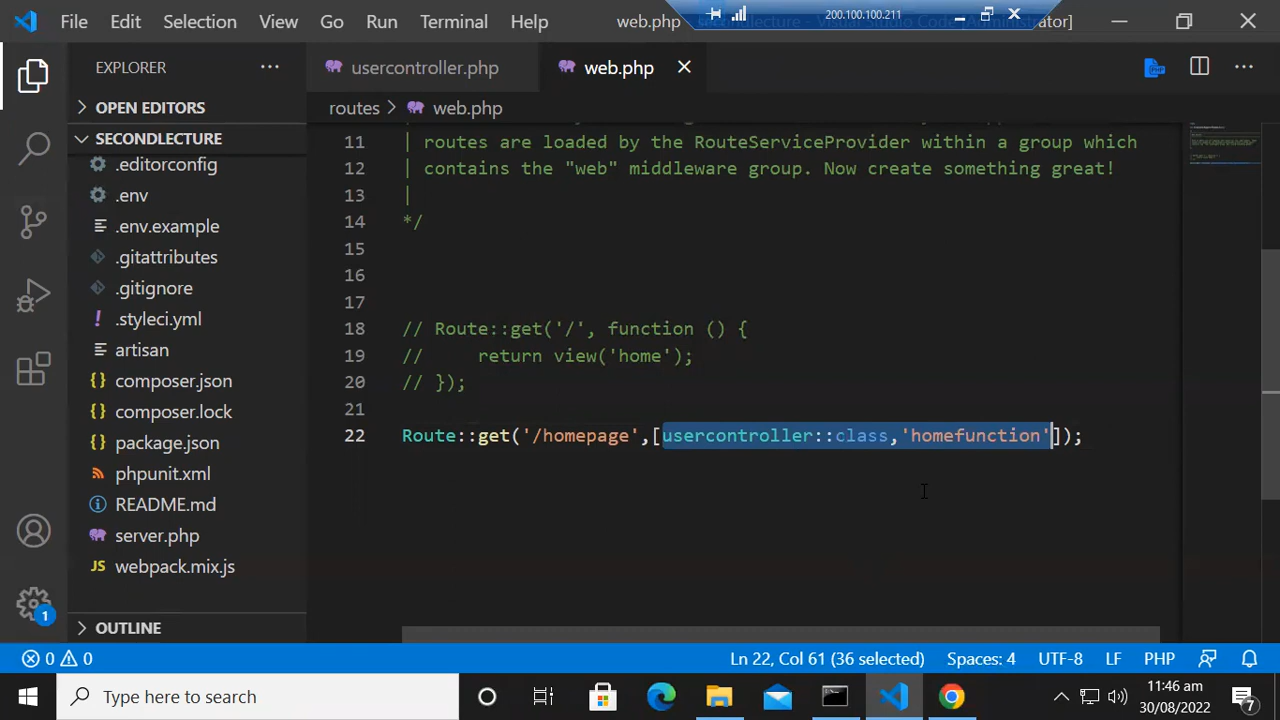 File Edit Selection View Go Run Terminal Help web.php
200.100.100.211
EXPLORER
OPEN EDITORS
SECONDLECTURE
.editorconfig
.env
.env.example
.gitattributes
.gitignore
.styleci.yml
artisan
composer.json
composer.lock
package.json
phpunit.xml
README.md
server.php
webpack.mix.js
OUTLINE
usercontroller.php web.php
routes > web.php
11 | routes are loaded by the RouteServiceProvider within a group which
12 | contains the "web" middleware group. Now create something great!
13 |
14 */
15
16
17
18 // Route::get('/', function () {
19 //     return view('home');
20 // });
21
22 Route::get('/homepage',[usercontroller::class,'homefunction']);
1
0 0 Ln 22, Col 61 (36 selected) Spaces: 4 UTF-8 LF PHP
Type here to search
11:46 am
30/08/2022
7